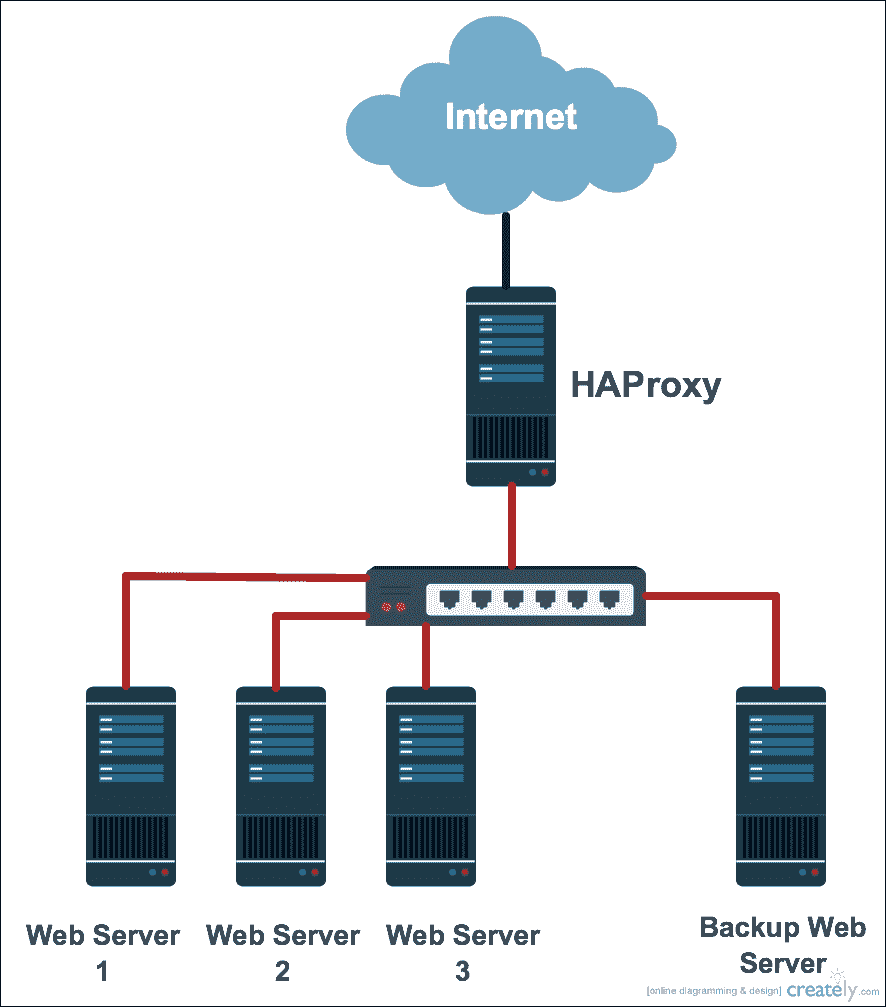 Internet
HAProxy
Web Server
1
Web Server
2
Web Server
3
Backup Web
Server
[online diagramming & design] creately.com